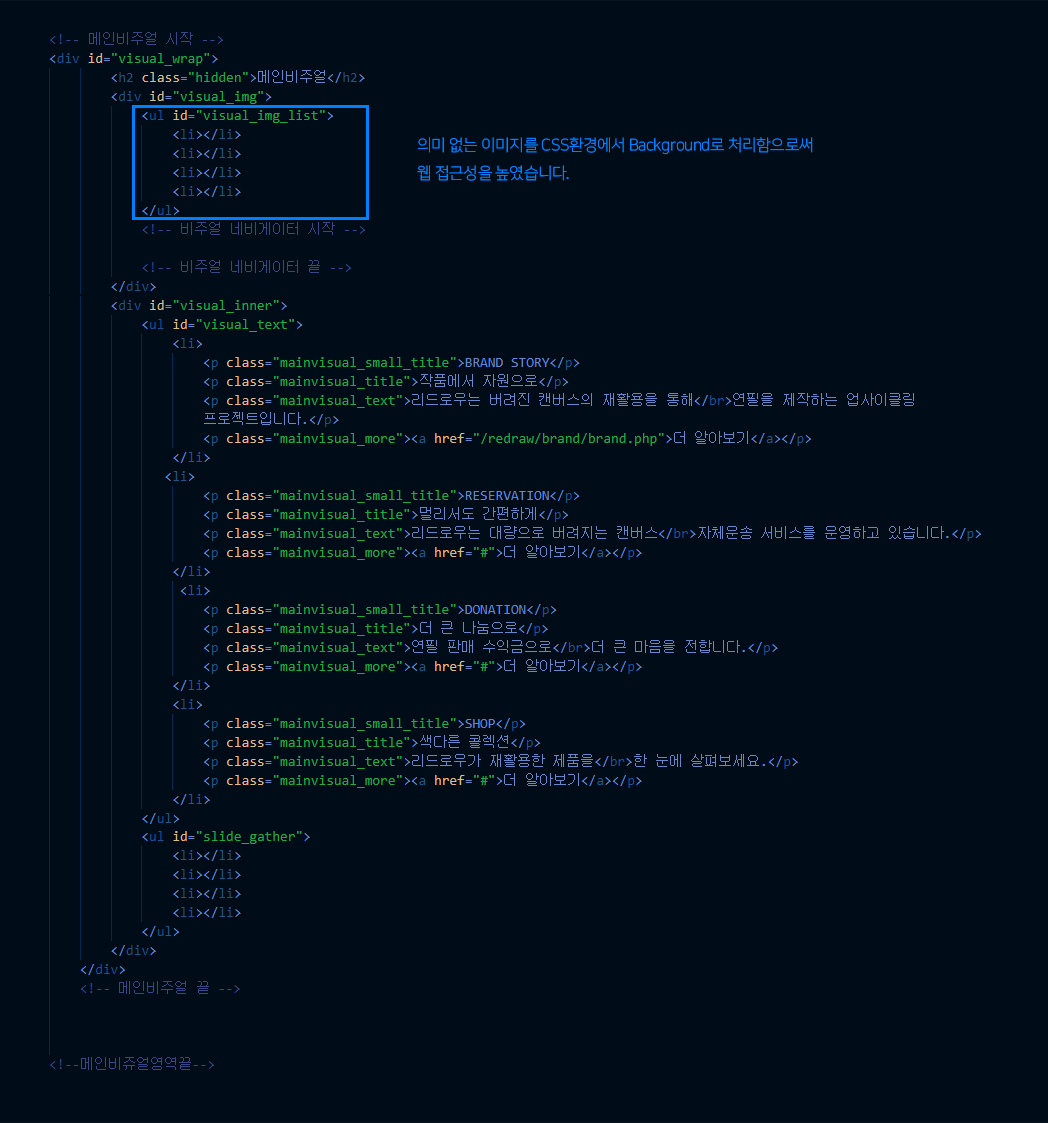 <!-- 메인비주얼 시작 -->
<div id="visual_wrap">
<h2 class="hidden">메인비주얼</h2>
<div id="visual_img">
<ul id="visual_img_list">
<li></li>
<li></li>
<li></li>
<li></li>
</ul>
의미 없는 이미지를 CSS환경에서 Background로 처리함으로써
웹 접근성을 높였습니다.
<!-- 비주얼 네비게이터 시작 -->
<!-- 비주얼 네비게이터 끝 -->
</div>
<div id="visual_inner">
<ul id="visual_text">
<li>
<p class="mainvisual_small_title">BRAND STORY</p>
<p class="mainvisual_title">작품에서 자원으로</p>
<p class="mainvisual_text">리드로우는 버려진 캔버스의 재활용을 통해</br>연필을 제작하는 업사이클링
프로젝트입니다.</p>
<p class="mainvisual_more"><a href="/redraw/brand/brand.php">더 알아보기</a></p>
</li>
<li>
<p class="mainvisual_small_title">RESERVATION</p>
<p class="mainvisual_title">멀리서도 간편하게</p>
<p class="mainvisual_text">리드로우는 대량으로 버려지는 캔버스</br>자체운송 서비스를 운영하고 있습니다.</p>
<p class="mainvisual_more"><a href="#">더 알아보기</a></p>
</li>
<li>
<p class="mainvisual_small_title">DONATION</p>
<p class="mainvisual_title">더 큰 나눔으로</p>
<p class="mainvisual_text">연필 판매 수익금으로</br>더 큰 마음을 전합니다.</p>
<p class="mainvisual_more"><a href="#">더 알아보기</a></p>
</li>
<li>
<p class="mainvisual_small_title">SHOP</p>
<p class="mainvisual_title">색다른 콜렉션</p>
<p class="mainvisual_text">리드로우가 재활용한 제품을</br>한 눈에 살펴보세요.</p>
<p class="mainvisual_more"><a href="#">더 알아보기</a></p>
</li>
</ul>
<ul id="slide_gather">
<li></li>
<li></li>
<li></li>
<li></li>
</ul>
</div>
</div>
<!-- 메인비주얼 끝 -->
<!--메인비쥬얼영역끝-->